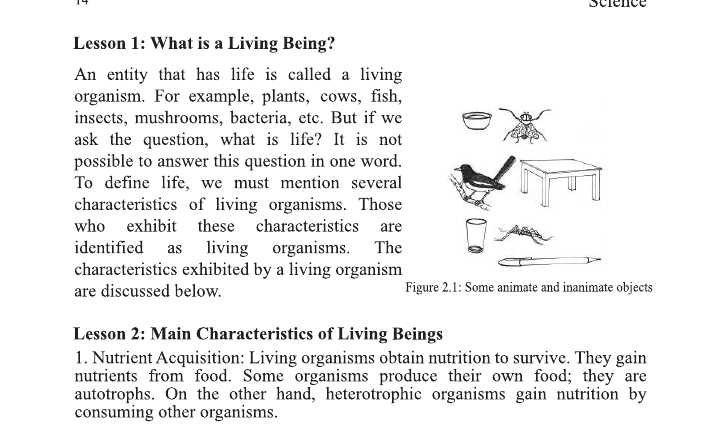 14
Science
Lesson 1: What is a Living Being?
An entity that has life is called a living
organism. For example, plants, cows, fish,
insects, mushrooms, bacteria, etc. But if we
ask the question, what is life? It is not
possible to answer this question in one word.
To define life, we must mention several
characteristics of living organisms. Those
who exhibit these characteristics are
identified as living organisms. The
characteristics exhibited by a living organism
are discussed below.
Figure 2.1: Some animate and inanimate objects
Lesson 2: Main Characteristics of Living Beings
1. Nutrient Acquisition: Living organisms obtain nutrition to survive. They gain
nutrients from food. Some organisms produce their own food; they are
autotrophs. On the other hand, heterotrophic organisms gain nutrition by
consuming other organisms.